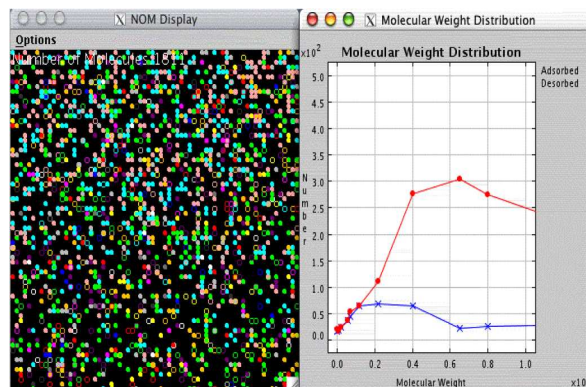 NOM Display
Options
Number of Molecules 1811
Molecular Weight Distribution
Molecular Weight Distribution
x10²
Adsorbed
Desorbed
5.0
4.5
4.0
3.5
3.0
2.5
2.0
1.5
1.0
0.5
0.0
Number
0.0 0.2 0.4 0.6 0.8 1.0
Molecular Weight